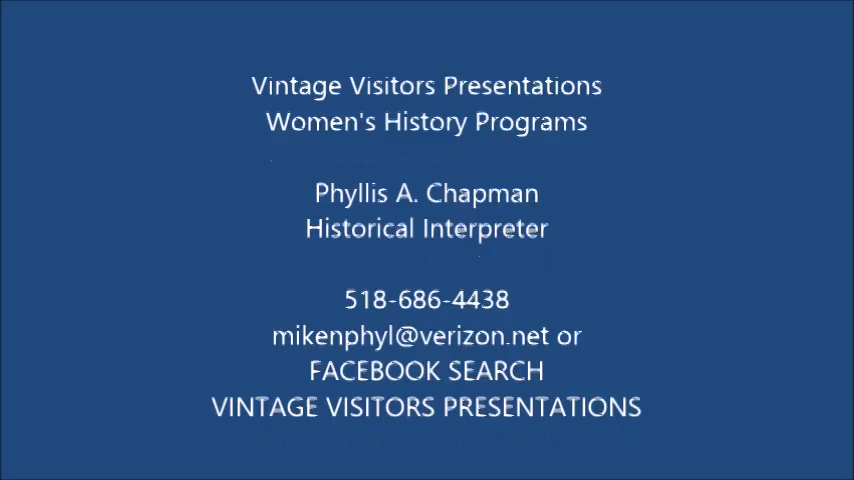 Vintage Visitors Presentations
Women's History Programs
Phyllis A. Chapman
Historical Interpreter
518-686-4438
mikenphyl@verizon.net or
FACEBOOK SEARCH
VINTAGE VISITORS PRESENTATIONS